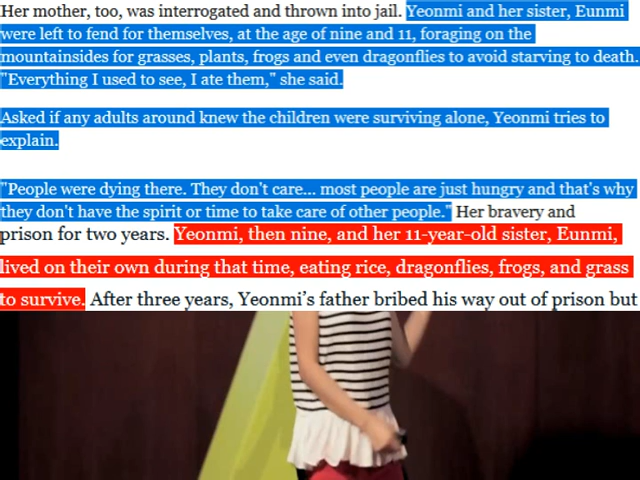 Her mother, too, was interrogated and thrown into jail. Yeonmi and her sister, Eunmi
were left to fend for themselves, at the age of nine and 11, foraging on the
mountainsides for grasses, plants, frogs and even dragonflies to avoid starving to death.
"Everything I used to see, I ate them," she said.
Asked if any adults around knew the children were surviving alone, Yeonmi tries to
explain.
"People were dying there. They don't care... most people are just hungry and that's why
they don't have the spirit or time to take care of other people." Her bravery and
prison for two years. Yeonmi, then nine, and her 11-year-old sister, Eunmi,
lived on their own during that time, eating rice, dragonflies, frogs, and grass
to survive. After three years, Yeonmi's father bribed his way out of prison but